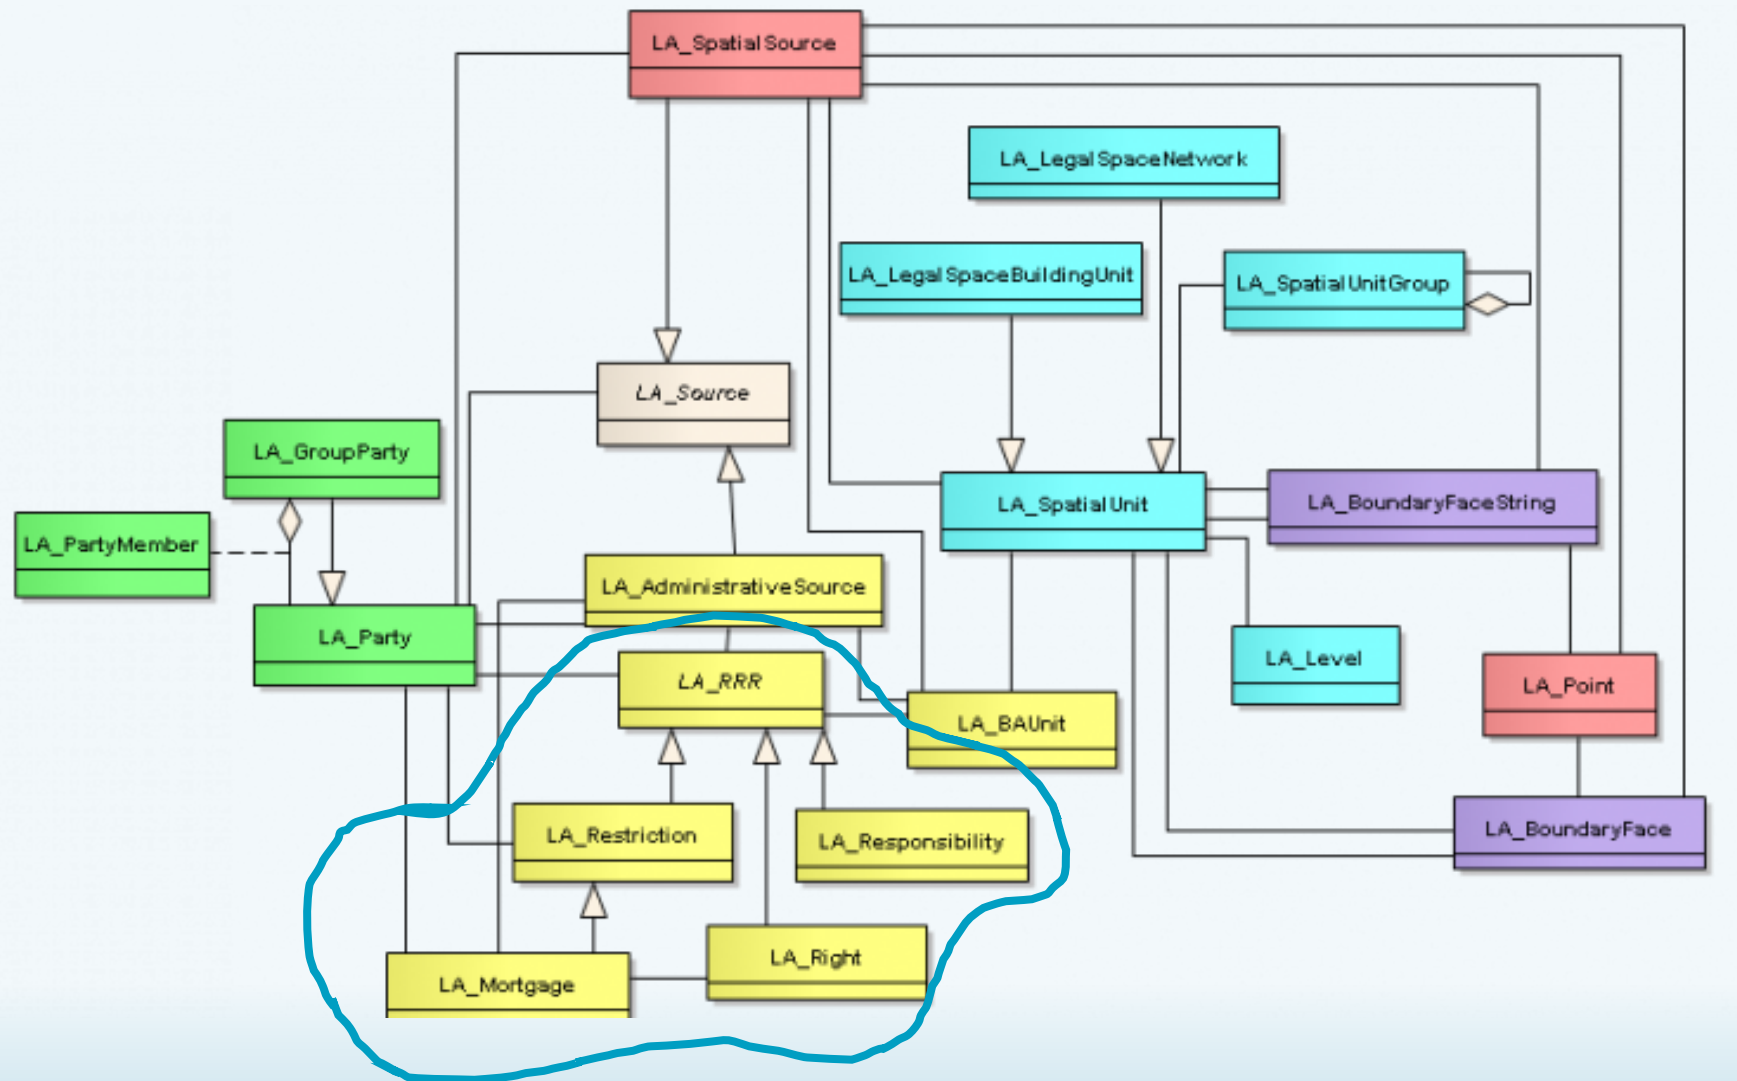 LA_SpatialSource
LA_LegalSpaceNetwork
LA_LegalSpaceBuildingUnit
LA_SpatialUnitGroup
LA_Source
LA_GroupParty
LA_SpatialUnit
LA_BoundaryFaceString
LA_PartyMember
LA_AdministrativeSource
LA_Party
LA_Level
LA_RRR
LA_Point
LA_BAUnit
LA_Restriction
LA_Responsibility
LA_BoundaryFace
LA_Right
LA_Mortgage